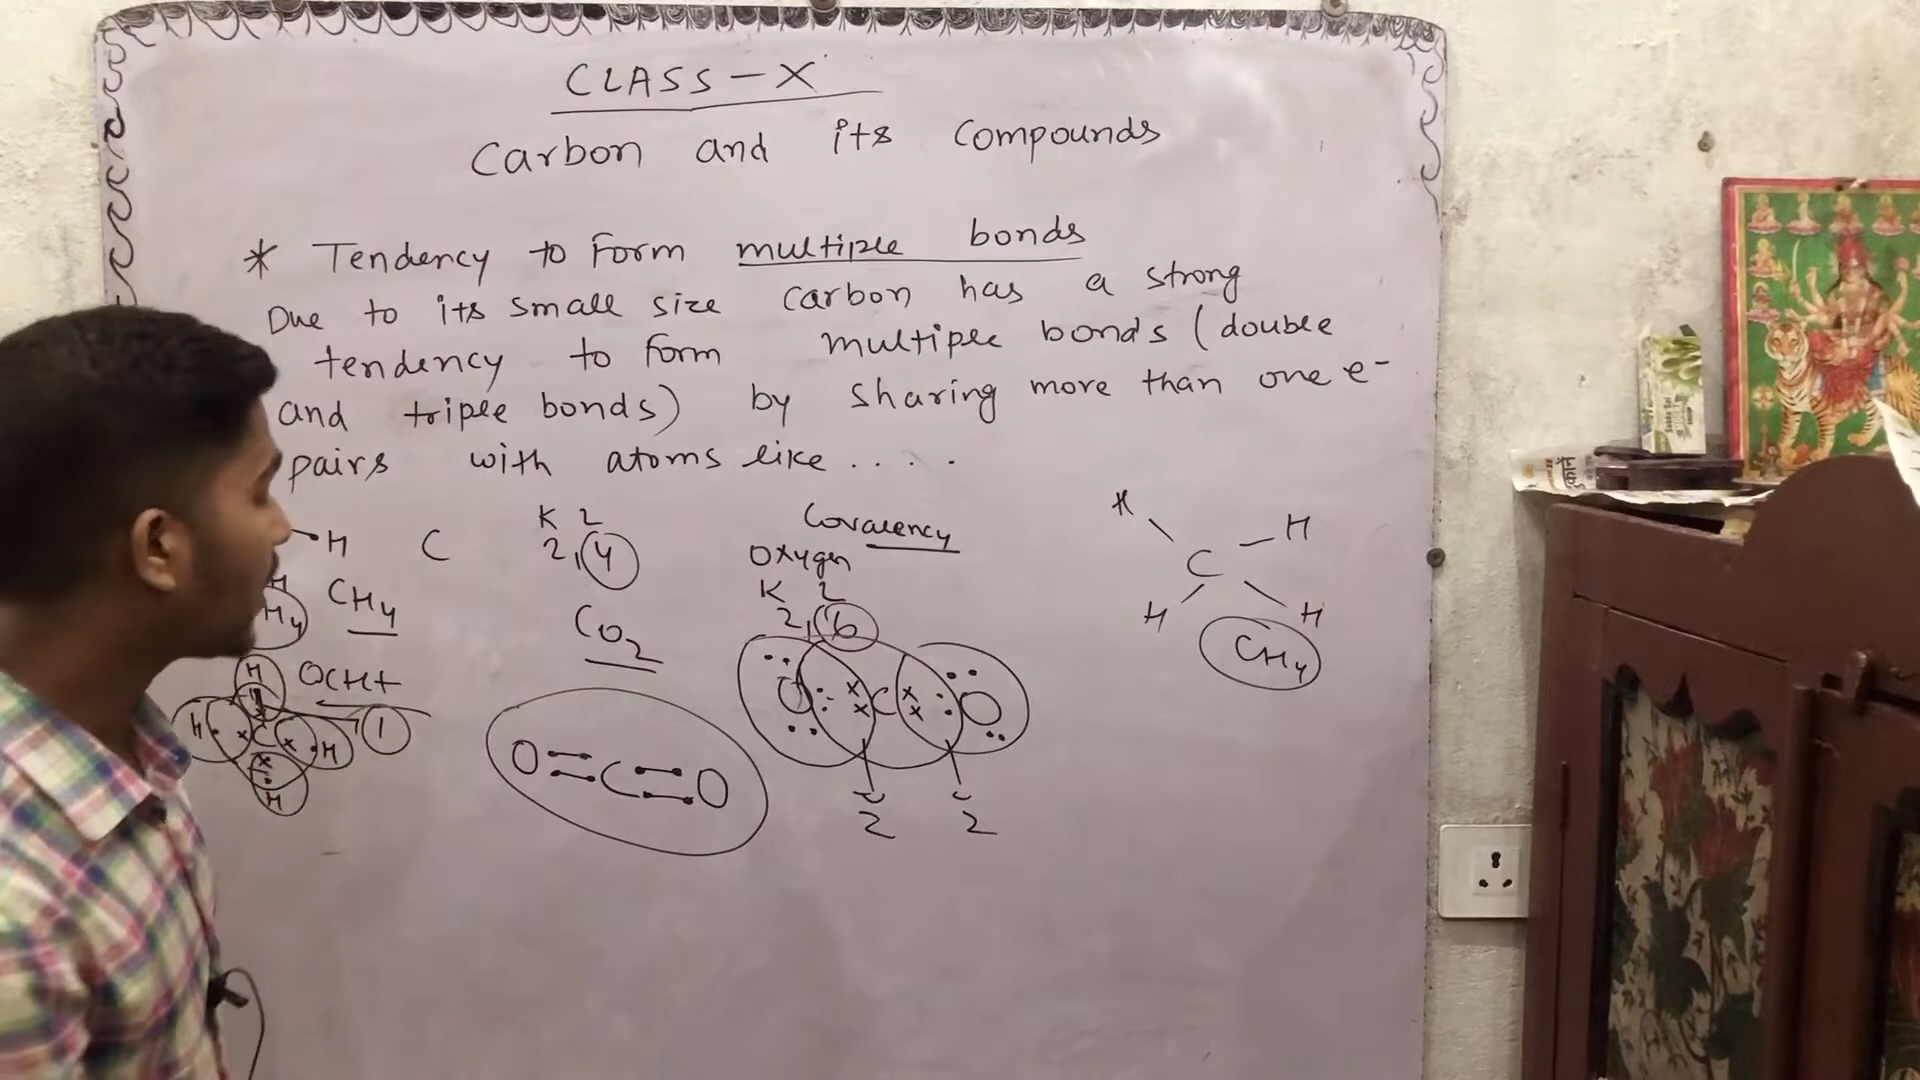 CLASS - X
Carbon and its Compounds
* Tendency to Form multiple bonds
Due to its small size carbon has a strong
tendency to form multiple bonds (double
and triple bonds) by sharing more than one e-
pairs with atoms like ....
H C K L 2,4
Covalency
Oxygen
K L
2,6
CH4
CO2
H4
OCHt
H H C H H
1
O=C=O
O C O
2 2
H H C H H
CH4